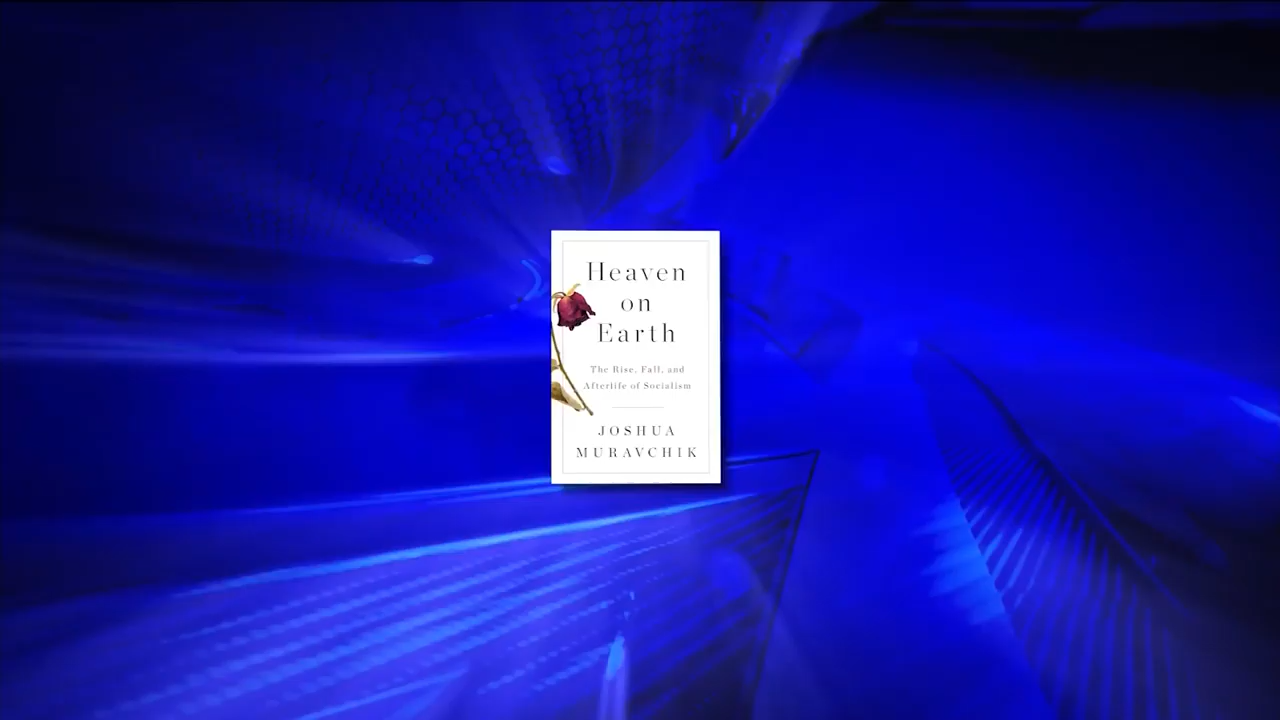 Heaven
on
Earth
The Rise, Fall, and
Afterlife of Socialism
JOSHUA
MURAVCHIK